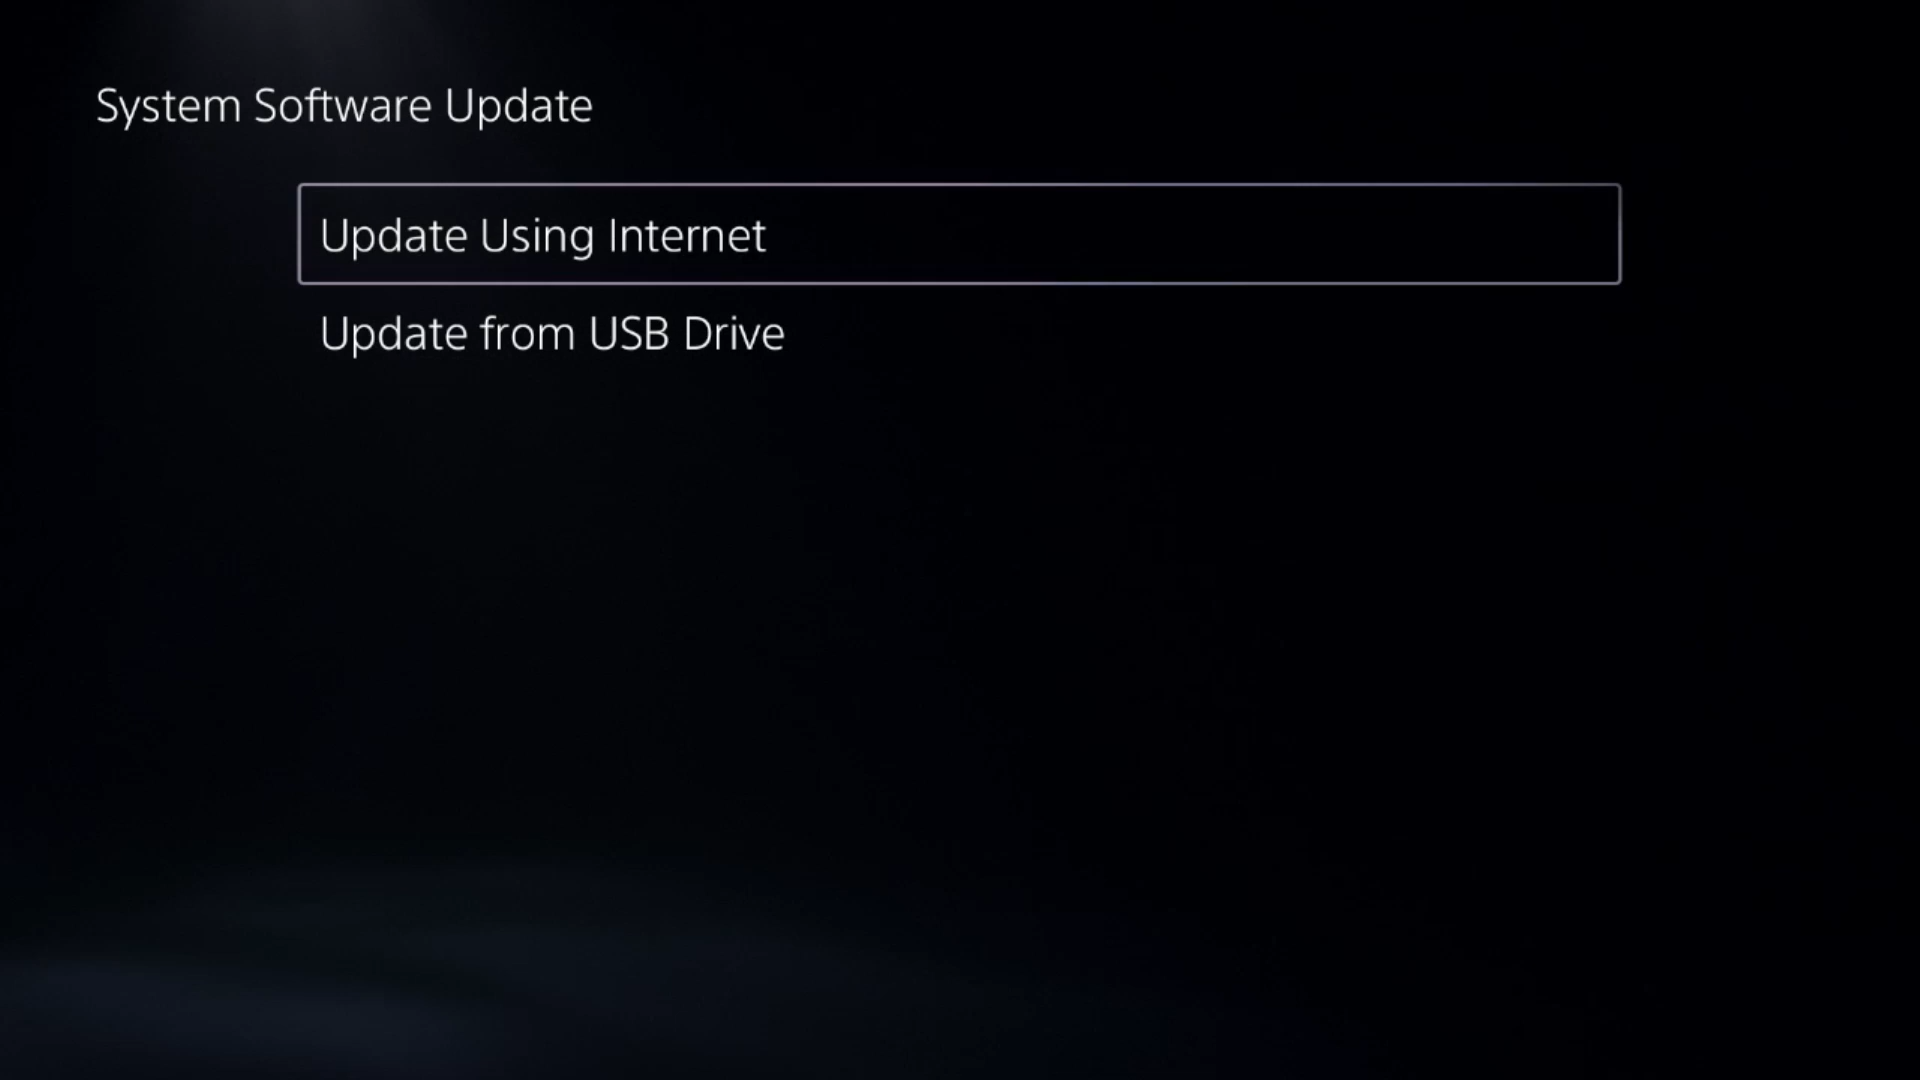 System Software Update
Update Using Internet
Update from USB Drive